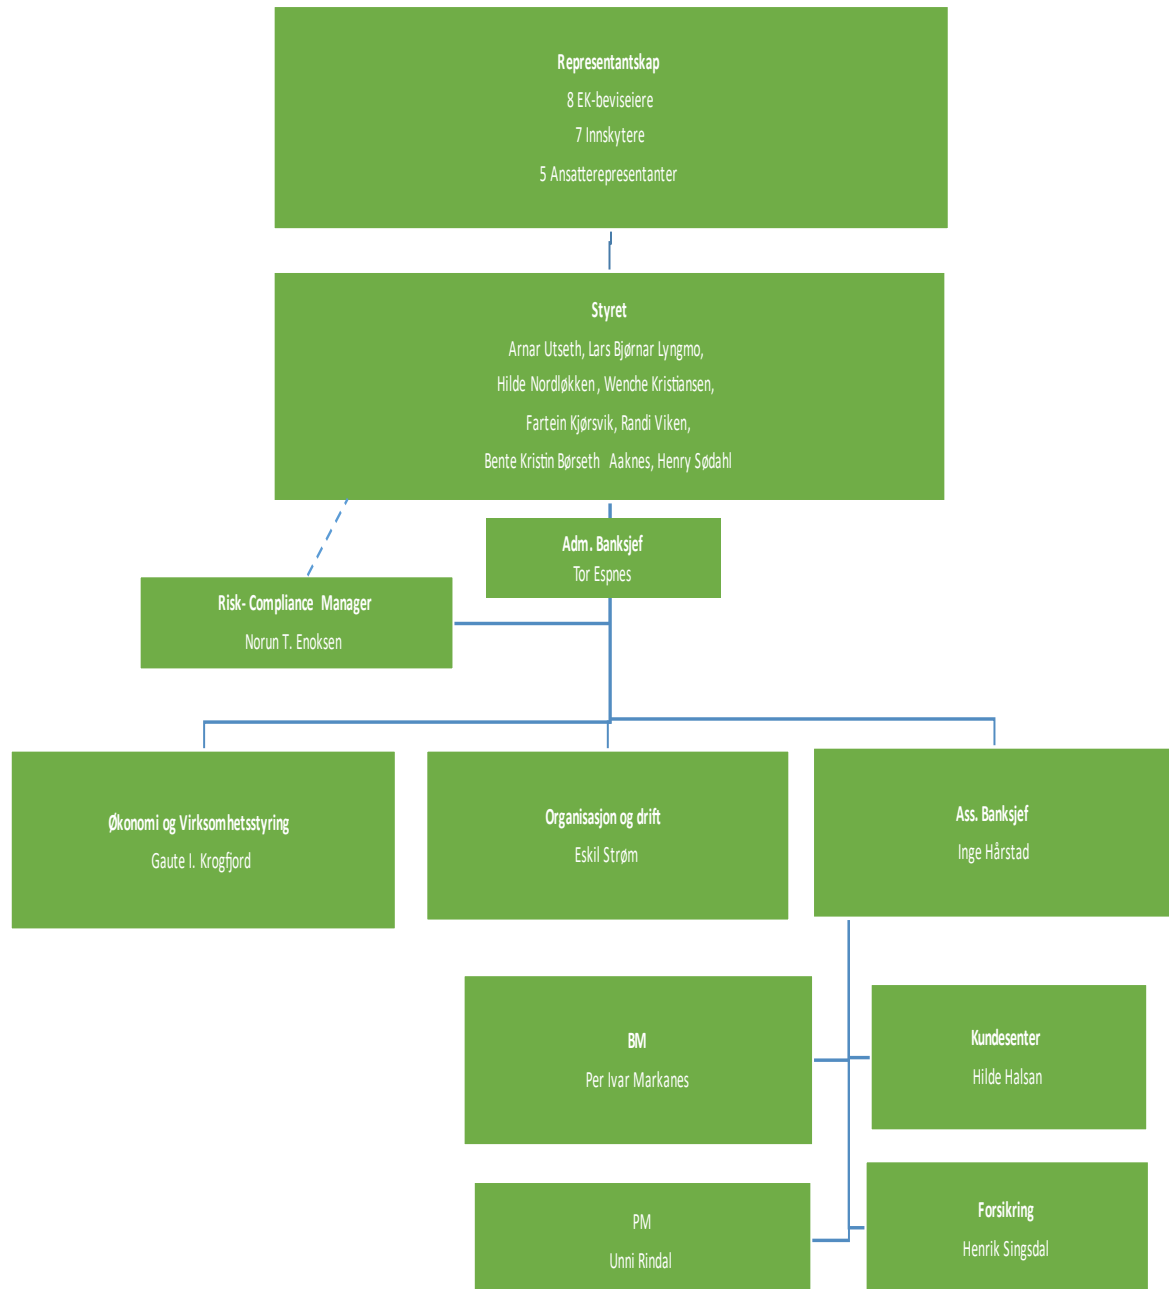 Representantskap
8 EK-beviseiere
7 Innskytere
5 Ansatterepresentanter
Styret
Arnar Utseth, Lars Bjørnar Lyngmo,
Hilde Nordløkken , Wenche Kristiansen,
Fartein Kjørsvik, Randi Viken,
Bente Kristin Børseth Aaknes, Henry Sødahl
Adm. Banksjef
Tor Espnes
Risk- Compliance Manager
Norun T. Enoksen
Økonomi og Virksomhetsstyring
Gaute I. Krogfjord
Organisasjon og drift
Eskil Strøm
Ass. Banksjef
Inge Hårstad
BM
Per Ivar Markanes
Kundesenter
Hilde Halsan
PM
Unni Rindal
Forsikring
Henrik Singsdal